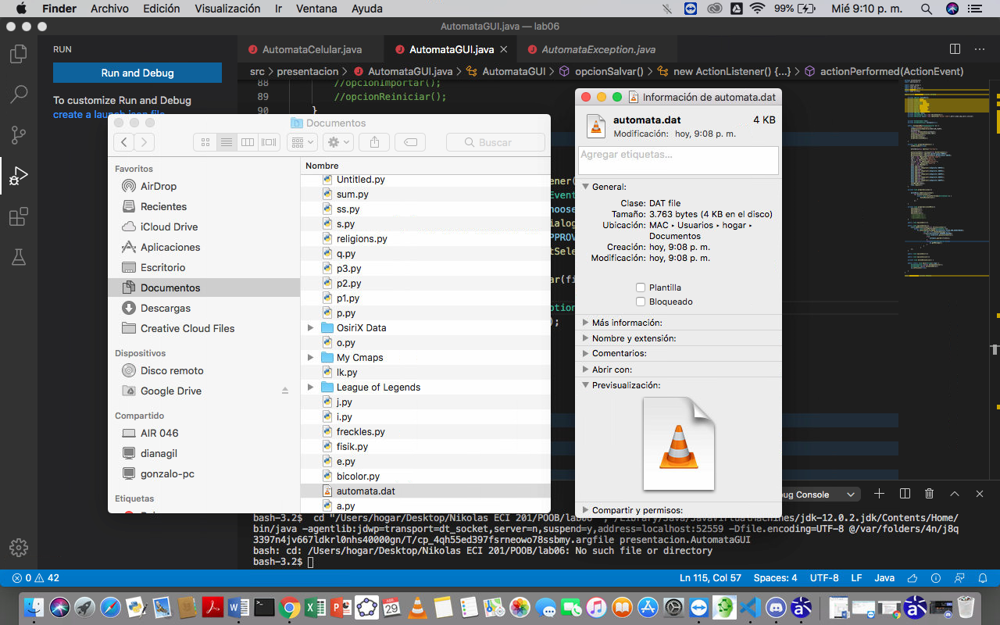 Finder Archivo Edición Visualización Ir Ventana Ayuda 99% Mié 9:10 p. m.
AutomataGUI.java — lab06
RUN
Run and Debug
To customize Run and Debug
create a launch.json file
AutomataCelular.java AutomataGUI.java AutomataException.java
src > presentacion > AutomataGUI.java > AutomataGUI > opcionSalvar() > new ActionListener() {...} > actionPerformed(ActionEvent)
88 //opcionImportar();
89 //opcionReiniciar();
90 }
Documentos
Buscar
Favoritos
AirDrop
Recientes
iCloud Drive
Aplicaciones
Escritorio
Documentos
Descargas
Creative Cloud Files
Dispositivos
Disco remoto
Google Drive
Compartido
AIR 046
dianagil
gonzalo-pc
Etiquetas
Nombre
Untitled.py
sum.py
ss.py
s.py
religions.py
q.py
p3.py
p2.py
p1.py
p.py
OsiriX Data
o.py
My Cmaps
lk.py
League of Legends
j.py
i.py
freckles.py
fisik.py
e.py
bicolor.py
automata.dat
a.py
Información de automata.dat
automata.dat 4 KB
Modificación: hoy, 9:08 p. m.
Agregar etiquetas...
General:
Clase: DAT file
Tamaño: 3.763 bytes (4 KB en el disco)
Ubicación: MAC ▸ Usuarios ▸ hogar ▸
Documentos
Creación: hoy, 9:08 p. m.
Modificación: hoy, 9:08 p. m.
Plantilla
Bloqueado
Más información:
Nombre y extensión:
Comentarios:
Abrir con:
Previsualización:
Compartir y permisos:
ug Console
bash-3.2$ cd "/Users/hogar/Desktop/Nikolas ECI 201/POOB/lab06" ; /Library/Java/JavaVirtualMachines/jdk-12.0.2.jdk/Contents/Home/
bin/java -agentlib:jdwp=transport=dt_socket,server=n,suspend=y,address=localhost:52559 -Dfile.encoding=UTF-8 @/var/folders/4n/j8q
3397n4jv667ldkrl0nhs40000gn/T/cp_4qh55ed397fsrneowo78ssbmy.argfile presentacion.AutomataGUI
bash: cd: /Users/hogar/Desktop/Nikolas ECI 201/POOB/lab06: No such file or directory
bash-3.2$
0 42 Ln 115, Col 57 Spaces: 4 UTF-8 LF Java